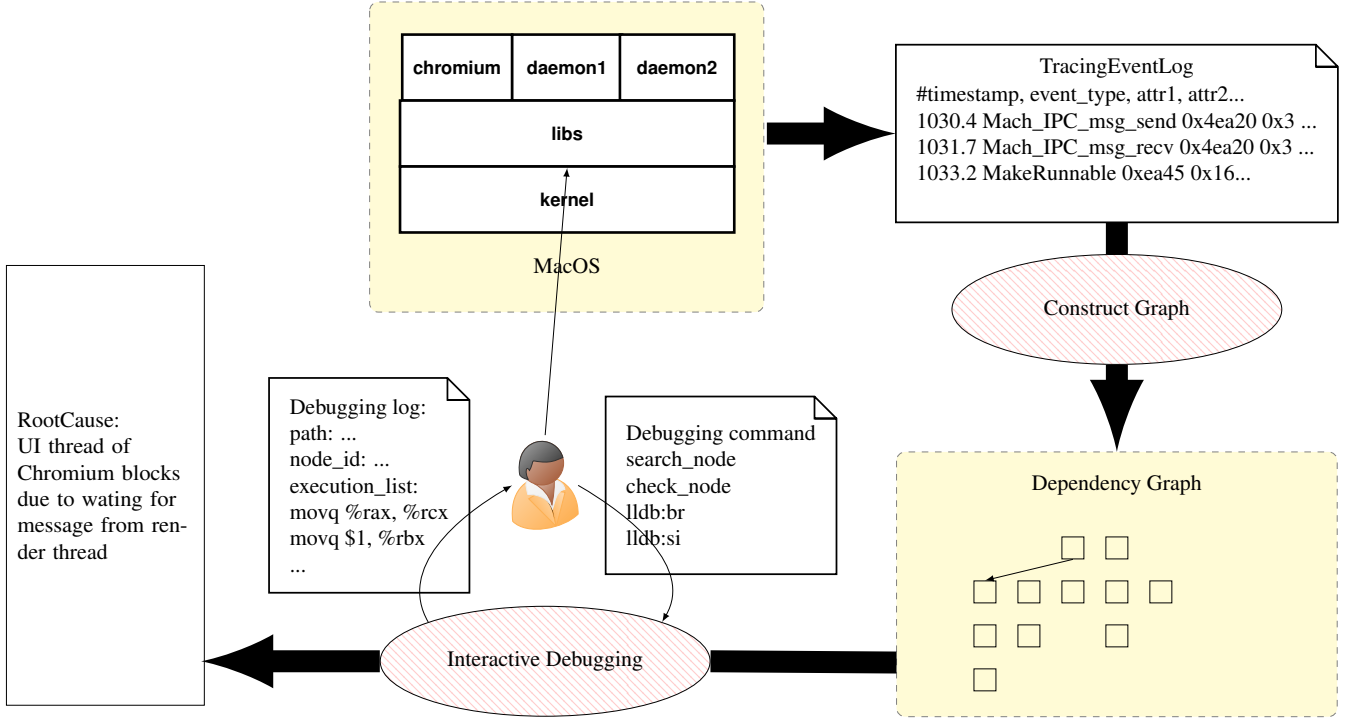 chromium daemon1 daemon2
libs
kernel
MacOS
TracingEventLog
#timestamp, event_type, attr1, attr2...
1030.4 Mach_IPC_msg_send 0x4ea20 0x3 ...
1031.7 Mach_IPC_msg_recv 0x4ea20 0x3 ...
1033.2 MakeRunnable 0xea45 0x16...
Construct Graph
Dependency Graph
Debugging command
search_node
check_node
lldb:br
lldb:si
Debugging log:
path: ...
node_id: ...
execution_list:
movq %rax, %rcx
movq $1, %rbx
...
Interactive Debugging
RootCause:
UI thread of
Chromium blocks
due to wating for
message from ren-
der thread